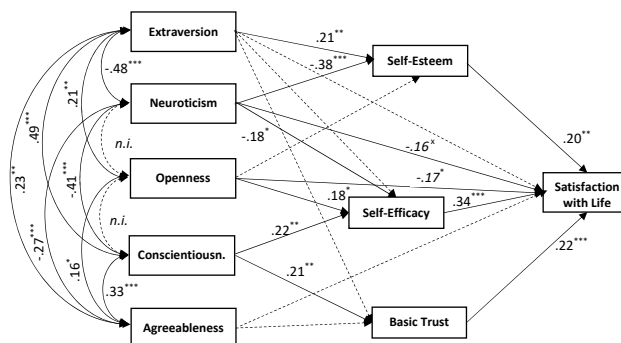 Extraversion
.21**
Self-Esteem
-.48***
-.38***
.21**
Neuroticism
.49***
-.18*
.20**
n.i.
-.16x
.23**
-.41***
Openness
-.17*
Satisfaction
with Life
.18*
Self-Efficacy
.34***
n.i.
-.27***
.22**
Conscientiousn.
.16*
.21**
.22***
.33***
Agreeableness
Basic Trust